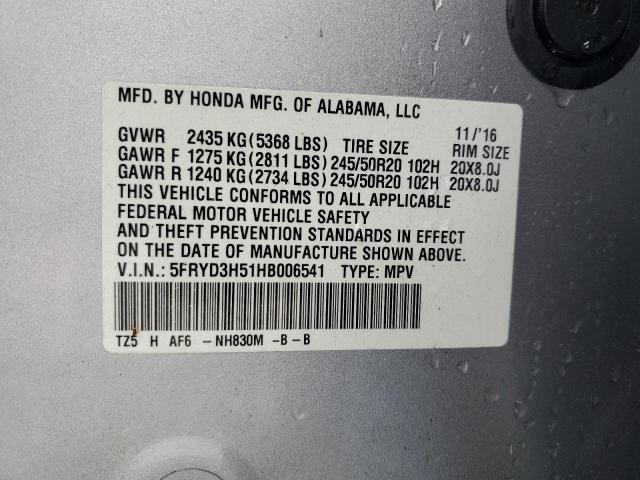 MFD. BY HONDA MFG. OF ALABAMA, LLC
11/'16
GVWR 2435 KG (5368 LBS) TIRE SIZE RIM SIZE
GAWR F 1275 KG (2811 LBS) 245/50R20 102H 20X8.0J
GAWR R 1240 KG (2734 LBS) 245/50R20 102H 20X8.0J
THIS VEHICLE CONFORMS TO ALL APPLICABLE
FEDERAL MOTOR VEHICLE SAFETY
AND THEFT PREVENTION STANDARDS IN EFFECT
ON THE DATE OF MANUFACTURE SHOWN ABOVE.
V.I.N.: 5FRYD3H51HB006541 TYPE: MPV
TZ5 H AF6 -NH830M -B-B